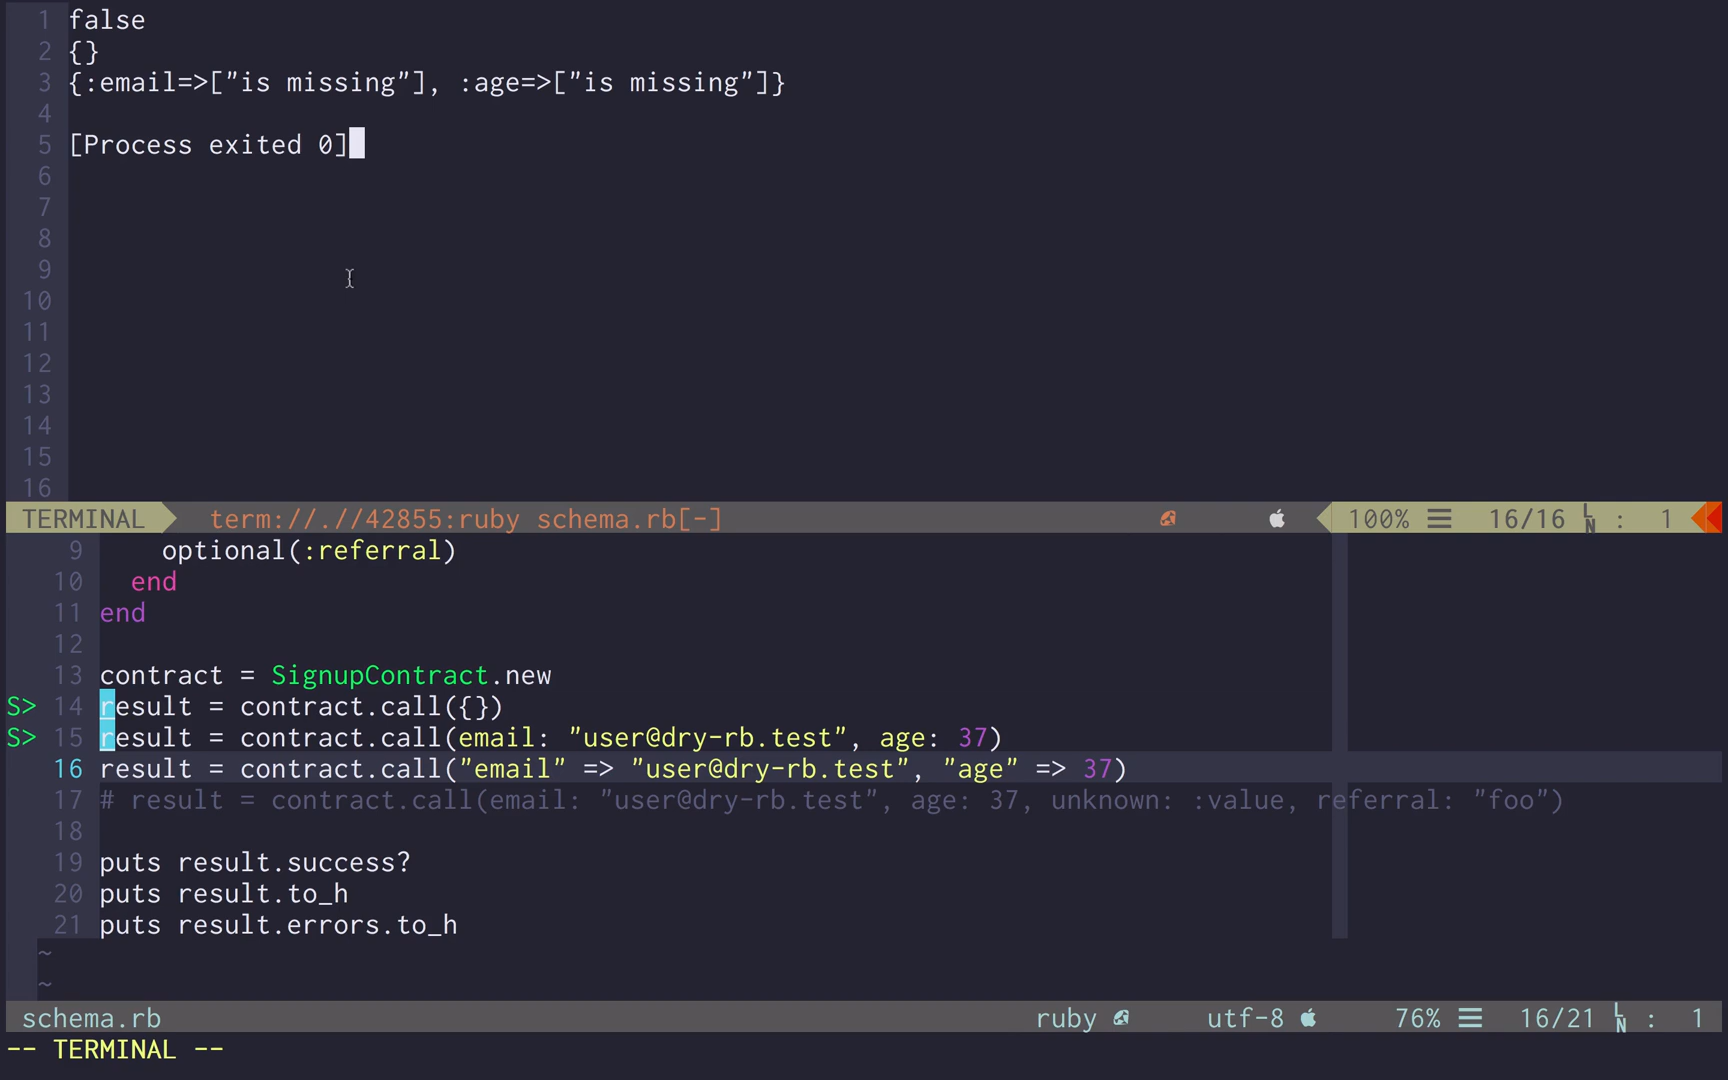 1 false
2 {}
3 {:email=>["is missing"], :age=>["is missing"]}
4
5 [Process exited 0]
6
7
8
9
10
11
12
13
14
15
16
TERMINAL term://.//42855:ruby schema.rb[-] 100% ☰ 16/16 LN : 1
9 optional(:referral)
10 end
11 end
12
13 contract = SignupContract.new
S> 14 result = contract.call({})
S> 15 result = contract.call(email: "user@dry-rb.test", age: 37)
16 result = contract.call("email" => "user@dry-rb.test", "age" => 37)
17 # result = contract.call(email: "user@dry-rb.test", age: 37, unknown: :value, referral: "foo")
18
19 puts result.success?
20 puts result.to_h
21 puts result.errors.to_h
~
~
schema.rb ruby utf-8 76% ☰ 16/21 LN : 1
-- TERMINAL --